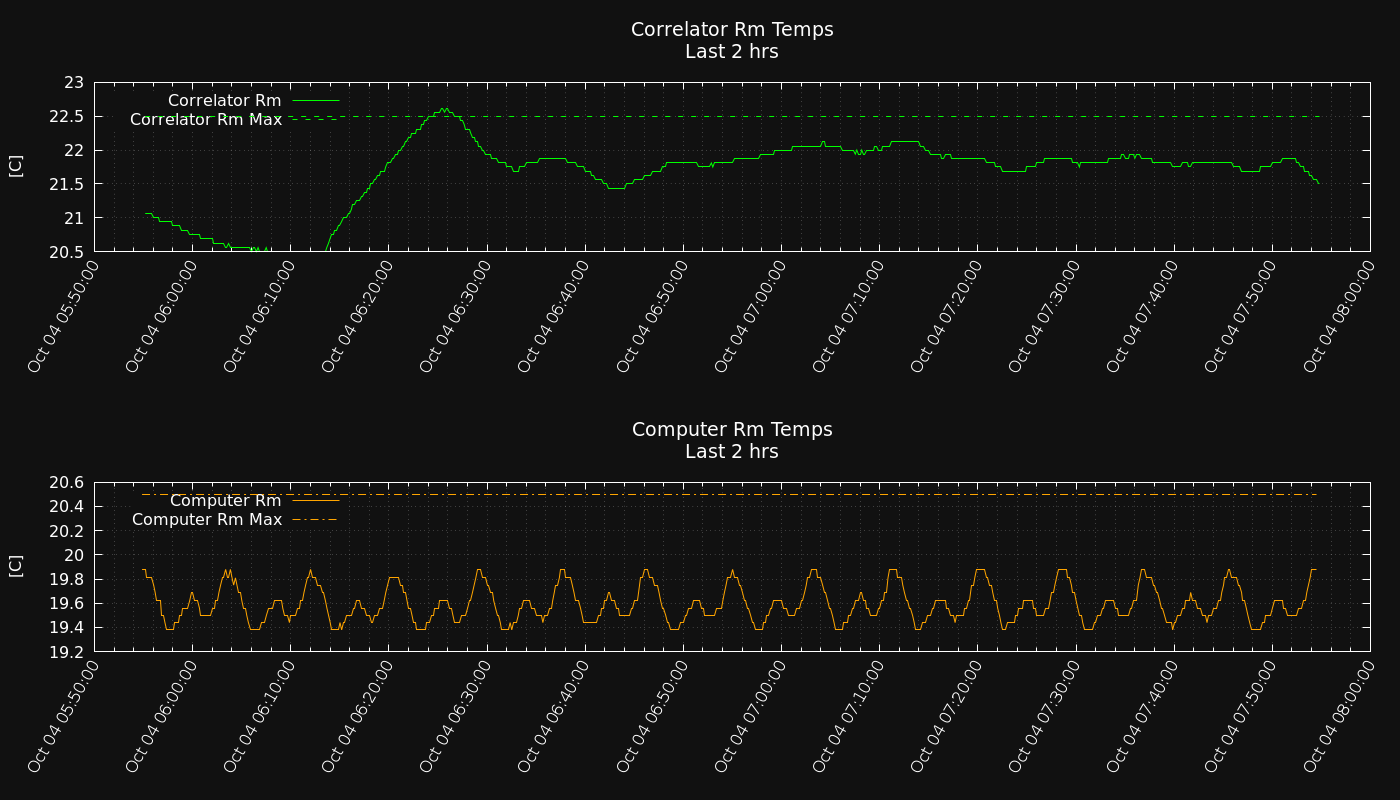 Correlator Rm Temps
Last 2 hrs
23
22.5
22
21.5
21
20.5
[C]
Correlator Rm
Correlator Rm Max
Oct 04 05:50:00
Oct 04 06:00:00
Oct 04 06:10:00
Oct 04 06:20:00
Oct 04 06:30:00
Oct 04 06:40:00
Oct 04 06:50:00
Oct 04 07:00:00
Oct 04 07:10:00
Oct 04 07:20:00
Oct 04 07:30:00
Oct 04 07:40:00
Oct 04 07:50:00
Oct 04 08:00:00
Computer Rm Temps
Last 2 hrs
20.6
20.4
20.2
20
19.8
19.6
19.4
19.2
[C]
Computer Rm
Computer Rm Max
Oct 04 05:50:00
Oct 04 06:00:00
Oct 04 06:10:00
Oct 04 06:20:00
Oct 04 06:30:00
Oct 04 06:40:00
Oct 04 06:50:00
Oct 04 07:00:00
Oct 04 07:10:00
Oct 04 07:20:00
Oct 04 07:30:00
Oct 04 07:40:00
Oct 04 07:50:00
Oct 04 08:00:00